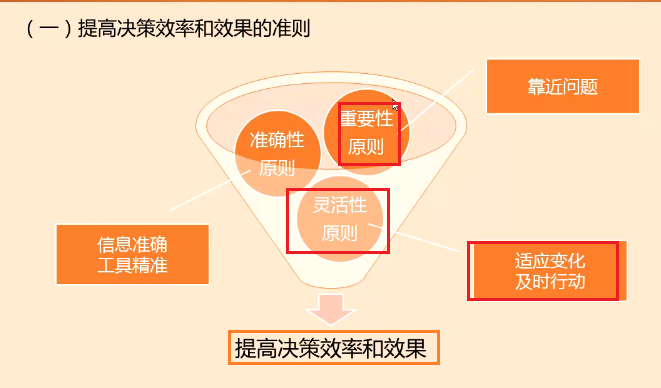 （一）提高决策效率和效果的准则
靠近问题
重要性
原则
准确性
原则
灵活性
原则
信息准确
工具精准
适应变化
及时行动
提高决策效率和效果